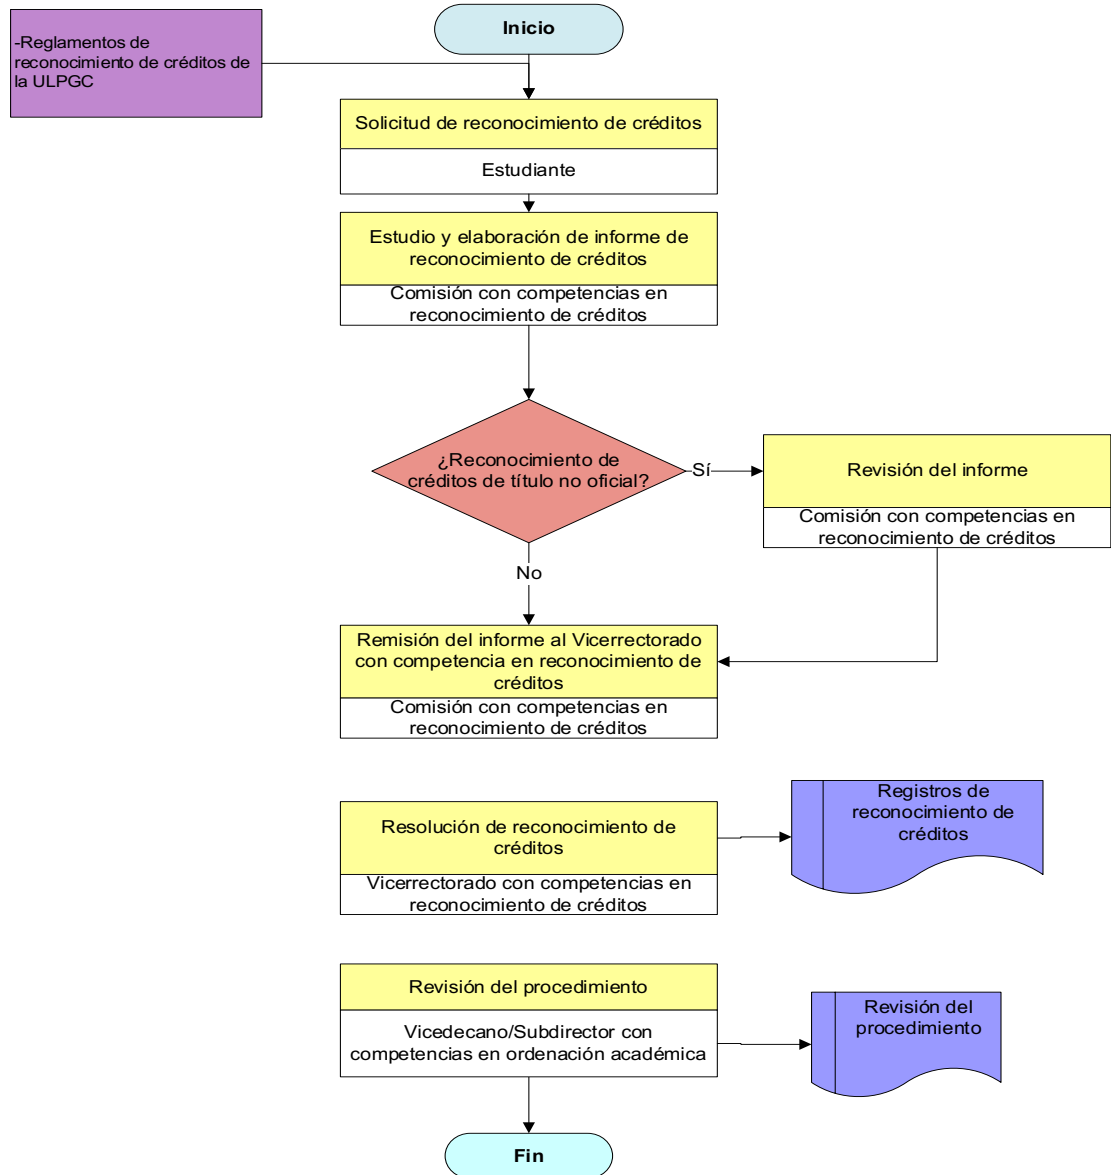 Inicio
-Reglamentos de
reconocimiento de créditos de
la ULPGC
Solicitud de reconocimiento de créditos
Estudiante
Estudio y elaboración de informe de
reconocimiento de créditos
Comisión con competencias en
reconocimiento de créditos
¿Reconocimiento de
créditos de título no oficial?
Sí
Revisión del informe
Comisión con competencias en
reconocimiento de créditos
No
Remisión del informe al Vicerrectorado
con competencia en reconocimiento de
créditos
Comisión con competencias en
reconocimiento de créditos
Resolución de reconocimiento de
créditos
Vicerrectorado con competencias en
reconocimiento de créditos
Registros de
reconocimiento de
créditos
Revisión del procedimiento
Vicedecano/Subdirector con
competencias en ordenación académica
Revisión del
procedimiento
Fin